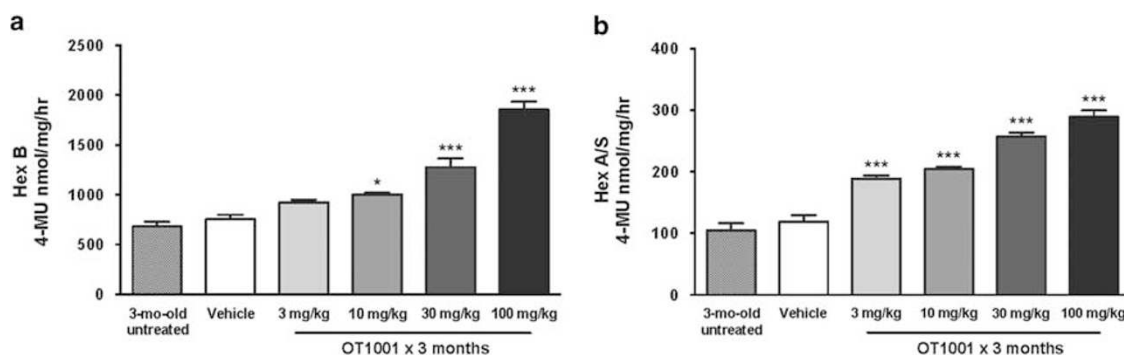 a
Hex B
4-MU nmol/mg/hr
2500
2000
1500
1000
500
0
*
***
***
3-mo-old
untreated
Vehicle
3 mg/kg
10 mg/kg
30 mg/kg
100 mg/kg
OT1001 x 3 months
b
Hex A/S
4-MU nmol/mg/hr
400
300
200
100
0
***
***
***
***
3-mo-old
untreated
Vehicle
3 mg/kg
10 mg/kg
30 mg/kg
100 mg/kg
OT1001 x 3 months